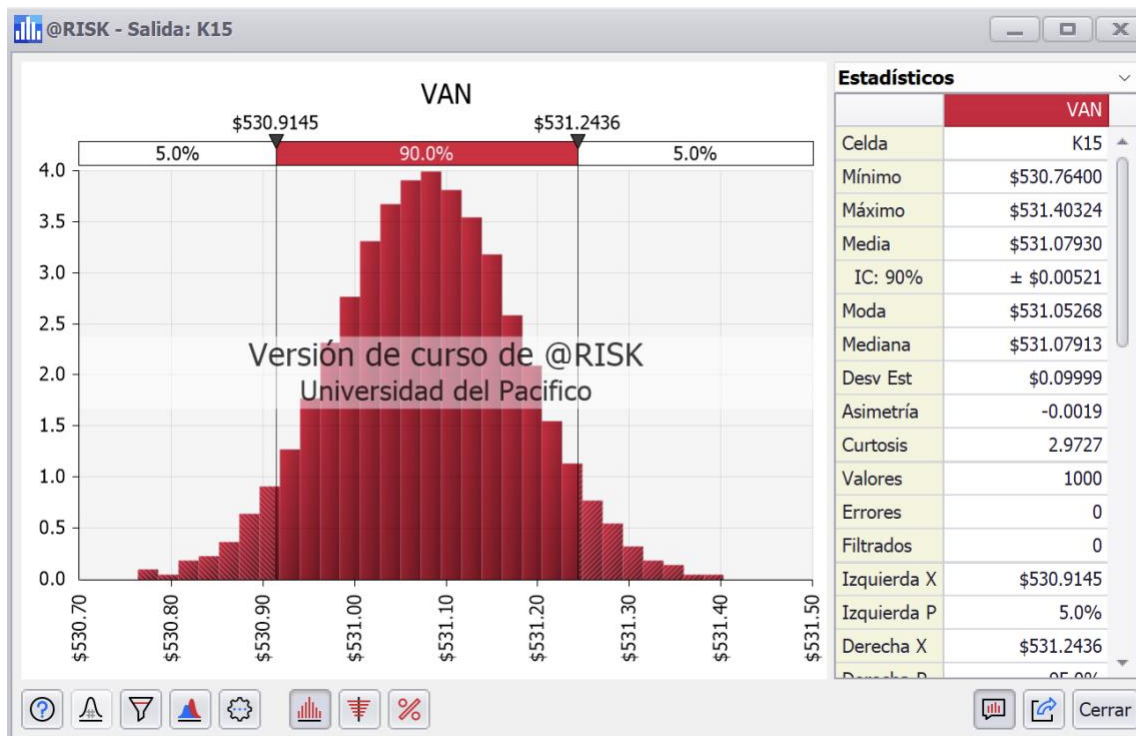 @RISK - Salida: K15
VAN
$530.9145 $531.2436
5.0% 90.0% 5.0%
4.0
3.5
3.0
2.5
2.0
1.5
1.0
0.5
0.0
Versión de curso de @RISK
Universidad del Pacifico
$530.70
$530.80
$530.90
$531.00
$531.10
$531.20
$531.30
$531.40
$531.50
Estadísticos
VAN
Celda K15
Mínimo $530.76400
Máximo $531.40324
Media $531.07930
IC: 90% ± $0.00521
Moda $531.05268
Mediana $531.07913
Desv Est $0.09999
Asimetría -0.0019
Curtosis 2.9727
Valores 1000
Errores 0
Filtrados 0
Izquierda X $530.9145
Izquierda P 5.0%
Derecha X $531.2436
Cerrar